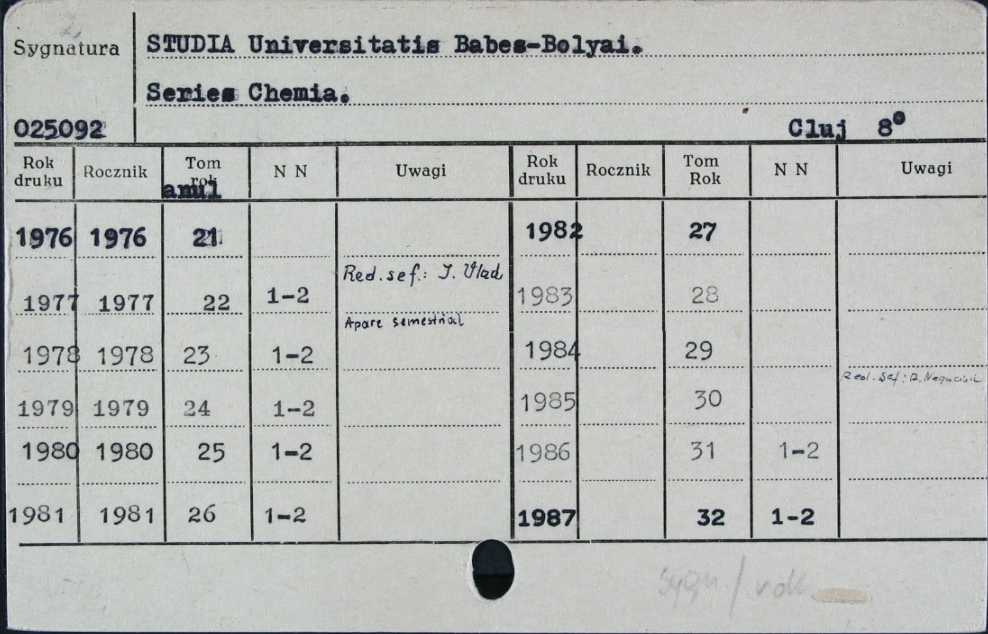 Sygnatura
STUDIA Universitatis Babes-Bolyai.
Series Chemia.
025092
Cluj 8°
Rok druku Rocznik Tom rok anul N N Uwagi Rok druku Rocznik Tom Rok N N Uwagi
1976 1976 21 1982 27
Red. sef.: I. Vlad
1977 1977 22 1-2 1983 28
Apare semestrial
1978 1978 23 1-2 1984 29
Red. Sef.:
1979 1979 24 1-2 1985 30
1980 1980 25 1-2 1986 31 1-2
1981 1981 26 1-2 1987 32 1-2
sygn. /